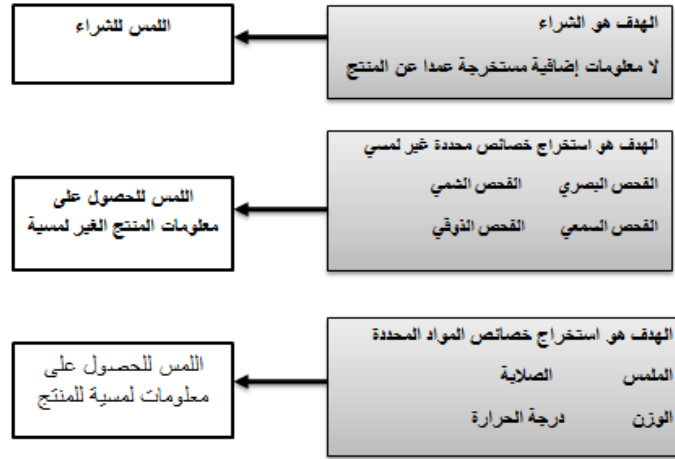 الهدف هو الشراء
لا معلومات إضافية مستخرجة عمدا عن المنتج
اللمس للشراء
الهدف هو استخراج خصائص محددة غير لمسي
الفحص البصري الفحص الشمي
الفحص السمعي الفحص الذوقي
اللمس للحصول على
معلومات المنتج الغير لمسية
الهدف هو استخراج خصائص المواد المحددة
الملمس الصلابة
الوزن درجة الحرارة
اللمس للحصول على
معلومات لمسية للمنتج